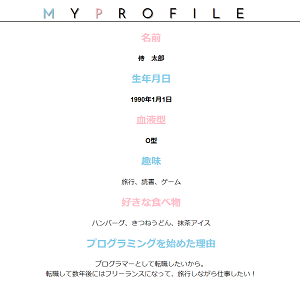 MY PROFILE
名前
侍　太郎
生年月日
1990年1月1日
血液型
O型
趣味
旅行、読書、ゲーム
好きな食べ物
ハンバーグ、きつねうどん、抹茶アイス
プログラミングを始めた理由
プログラマーとして転職したいから。
転職して数年後にはフリーランスになって、旅行しながら仕事したい！